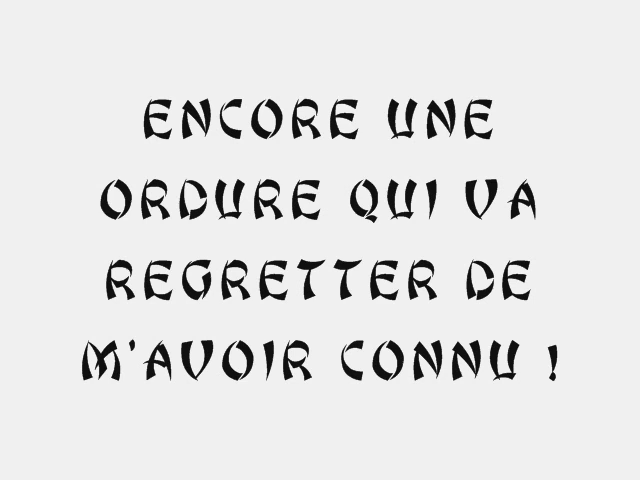 ENCORE UNE
ORDURE QUI VA
REGRETTER DE
M'AVOIR CONNU !